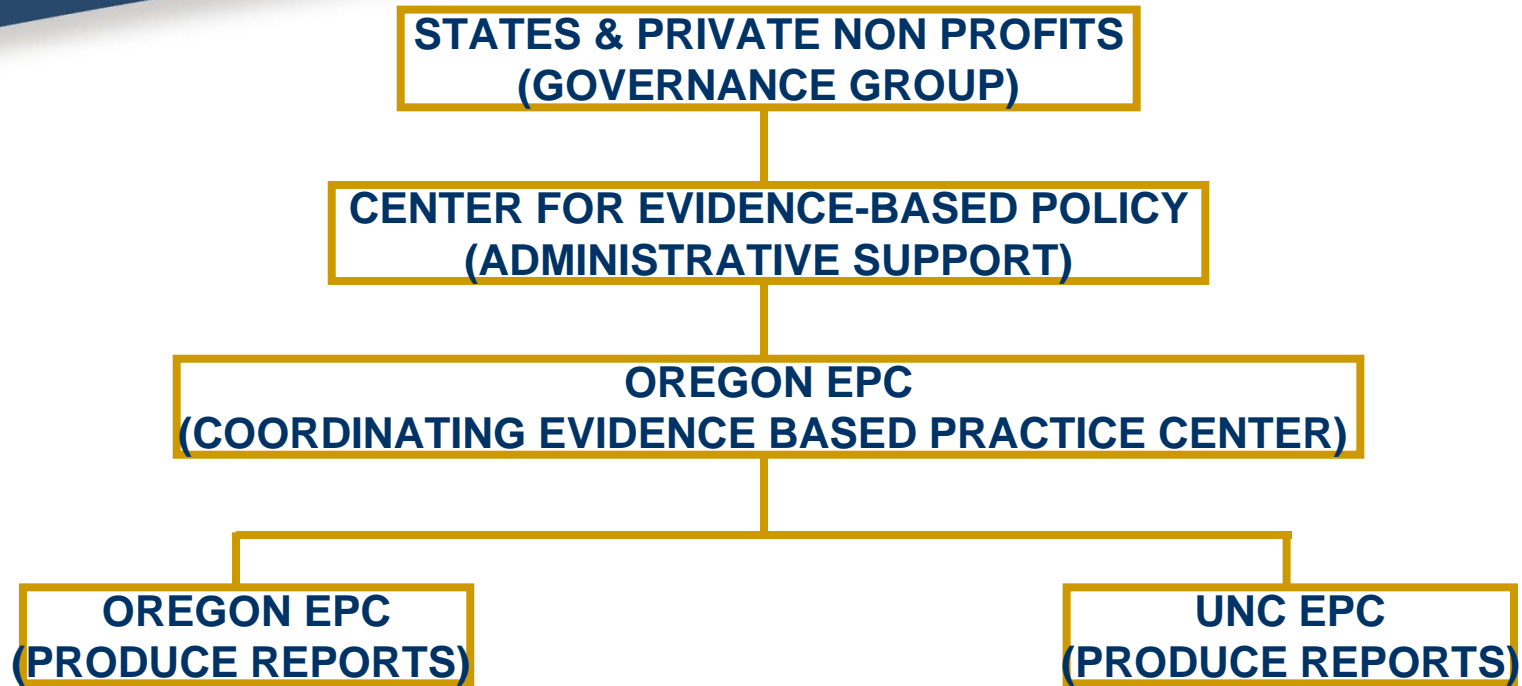 STATES & PRIVATE NON PROFITS
(GOVERNANCE GROUP)
CENTER FOR EVIDENCE-BASED POLICY
(ADMINISTRATIVE SUPPORT)
OREGON EPC
(COORDINATING EVIDENCE BASED PRACTICE CENTER)
OREGON EPC
(PRODUCE REPORTS)
UNC EPC
(PRODUCE REPORTS)